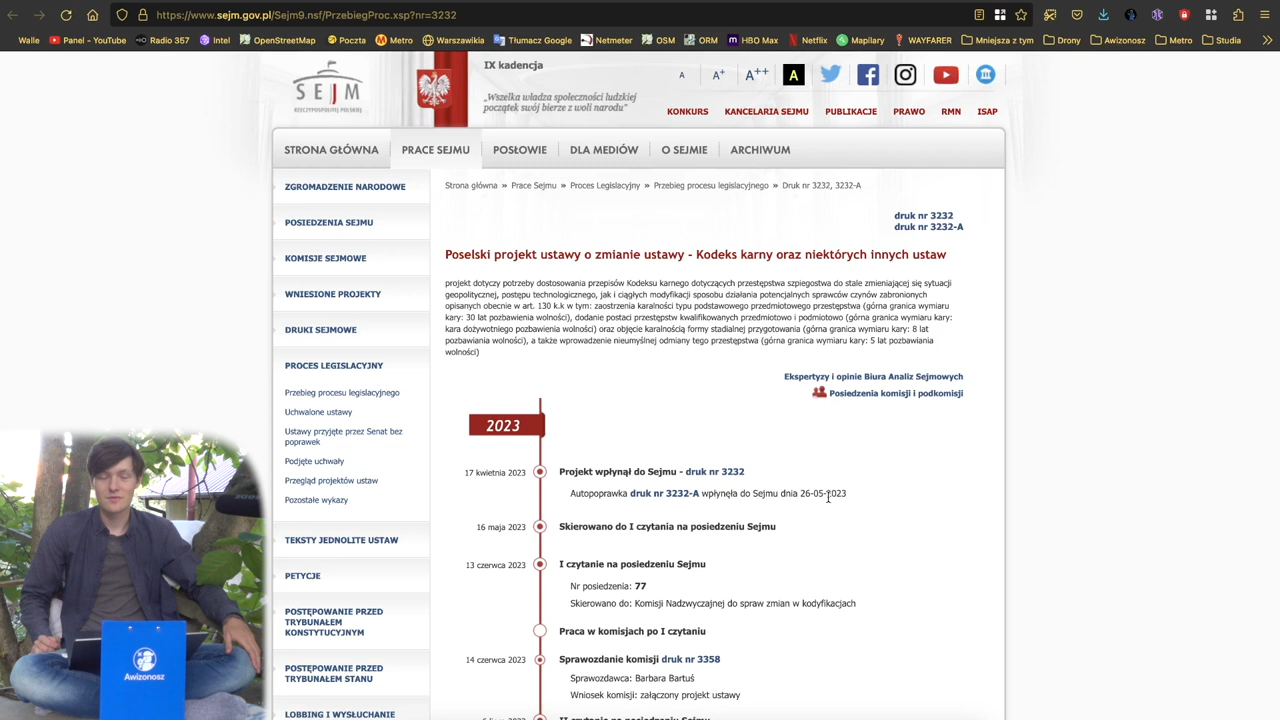 https://www.sejm.gov.pl/Sejm9.nsf/PrzebiegProc.xsp?nr=3232
Walle
Panel - YouTube
Radio 357
Intel
OpenStreetMap
Metro
Google
Netmeter
OSM
ORM
HBO Max
Netflix
Mapilary
WAYFARER
Mniejsza z tym
Drony
Awizonosz
Metro
Studia
SEJM
RZECZYPOSPOLITEJ POLSKIEJ
IX kadencja
„Wszelka władza społeczności ludzkiej
początek swój bierze z woli narodu"
A A+ A++ A
KONKURS KANCELARIA SEJMU PUBLIKACJE PRAWO RMN ISAP
STRONA GŁÓWNA PRACE SEJMU POSŁOWIE DLA MEDIÓW O SEJMIE ARCHIWUM
ZGROMADZENIE NARODOWE
POSIEDZENIA SEJMU
KOMISJE SEJMOWE
WNIESIONE PROJEKTY
DRUKI SEJMOWE
PROCES LEGISLACYJNY
Przebieg procesu legislacyjnego
Uchwalone ustawy
Ustawy przyjęte przez Senat bez
poprawek
Podjęte uchwały
Przegląd projektów ustaw
Pozostałe wykazy
TEKSTY JEDNOLITE USTAW
PETYCJE
POSTĘPOWANIE PRZED
TRYBUNAŁEM
KONSTYTUCYJNYM
POSTĘPOWANIE PRZED
TRYBUNAŁEM STANU
LOBBING I WYSŁUCHANIE
Strona główna » Prace Sejmu » Proces Legislacyjny » Przebieg procesu legislacyjnego » Druk nr 3232, 3232-A
druk nr 3232
druk nr 3232-A
Poselski projekt ustawy o zmianie ustawy - Kodeks karny oraz niektórych innych ustaw
projekt dotyczy potrzeby dostosowania przepisów Kodeksu karnego dotyczących przestępstwa szpiegostwa do stale zmieniającej się sytuacji
geopolitycznej, postępu technologicznego, jak i ciągłych modyfikacji sposobu działania potencjalnych sprawców czynów zabronionych
opisanych obecnie w art. 130 k.k w tym: zaostrzenia karalności typu podstawowego przedmiotowego przestępstwa (górna granica wymiaru
kary: 30 lat pozbawienia wolności), dodanie postaci przestępstw kwalifikowanych przedmiotowo i podmiotowo (górna granica wymiaru kary:
kara dożywotniego pozbawienia wolności) oraz objęcie karalnością formy stadialnej przygotowania (górna granica wymiaru kary: 8 lat
pozbawiania wolności), a także wprowadzenie nieumyślnej odmiany tego przestępstwa (górna granica wymiaru kary: 5 lat pozbawiania
wolności)
Ekspertyzy i opinie Biura Analiz Sejmowych
Posiedzenia komisji i podkomisji
2023
17 kwietnia 2023 Projekt wpłynął do Sejmu - druk nr 3232
Autopoprawka druk nr 3232-A wpłynęła do Sejmu dnia 26-05-2023
16 maja 2023 Skierowano do I czytania na posiedzeniu Sejmu
13 czerwca 2023 I czytanie na posiedzeniu Sejmu
Nr posiedzenia: 77
Skierowano do: Komisji Nadzwyczajnej do spraw zmian w kodyfikacjach
Praca w komisjach po I czytaniu
14 czerwca 2023 Sprawozdanie komisji druk nr 3358
Sprawozdawca: Barbara Bartuś
Wniosek komisji: załączony projekt ustawy
Awizonosz